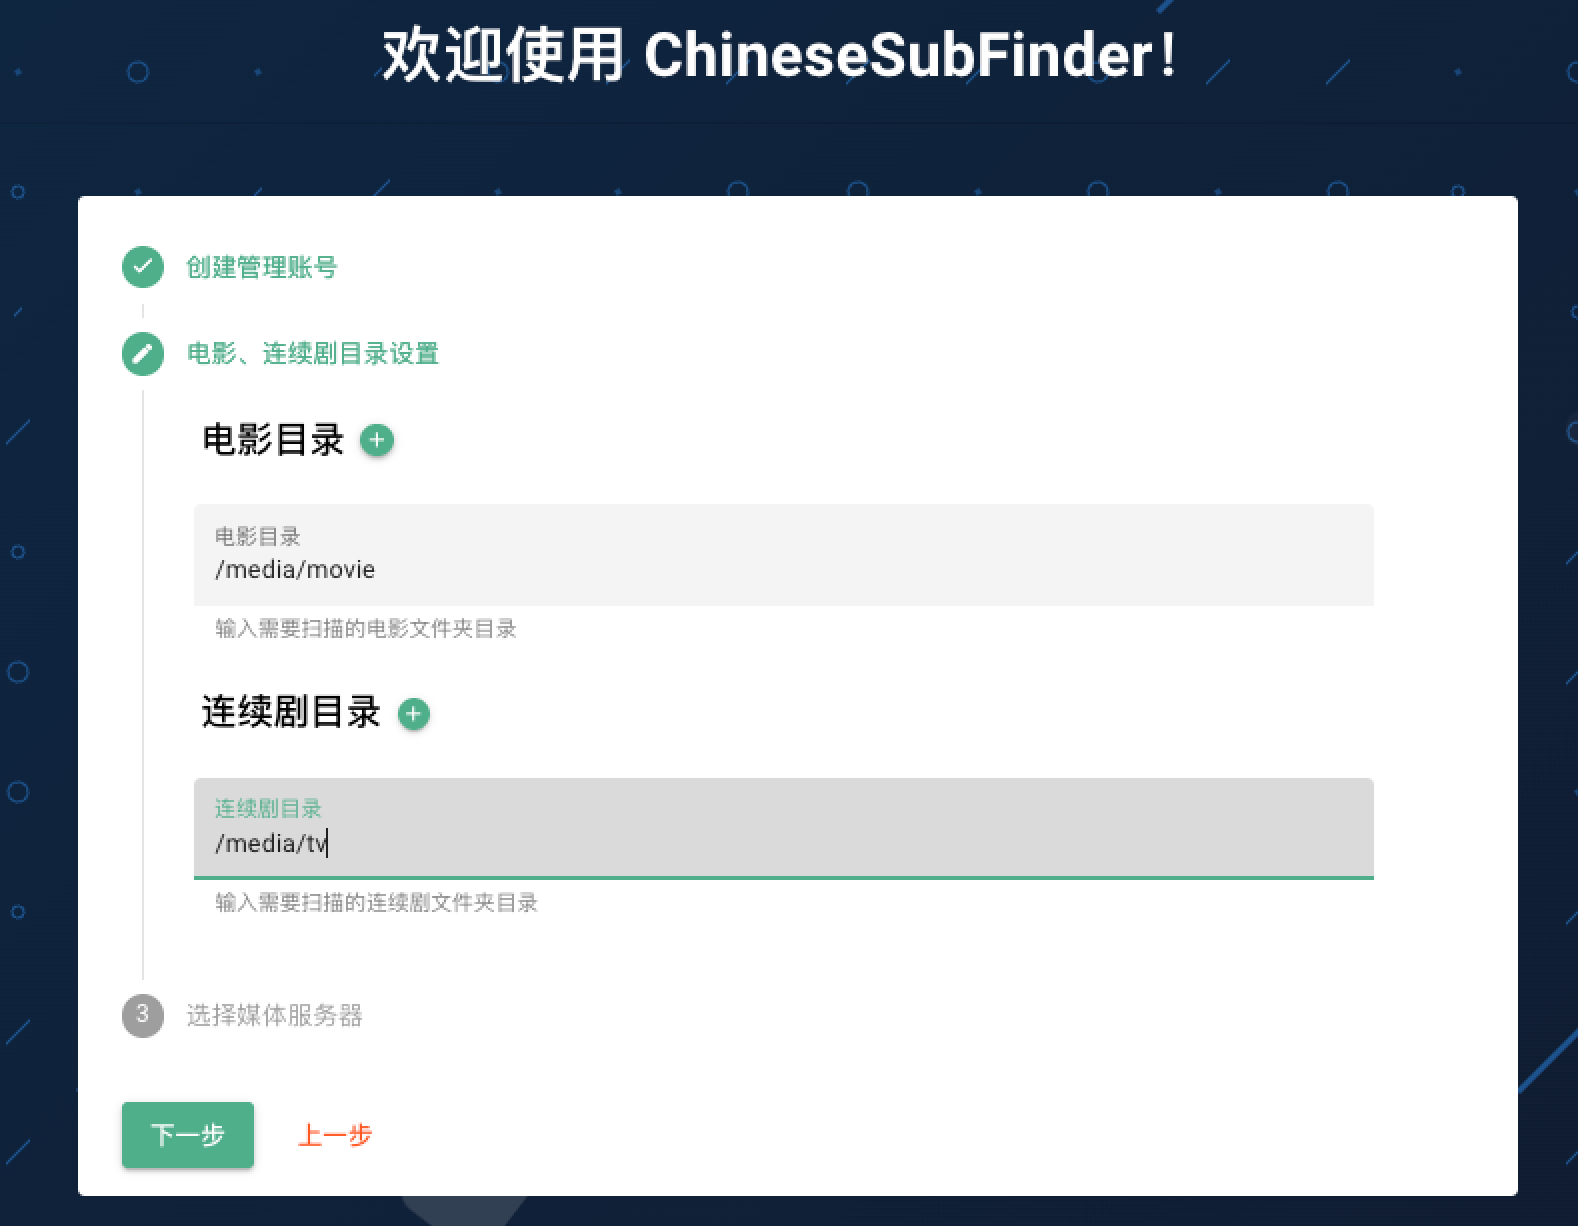 欢迎使用 ChineseSubFinder！
创建管理账号
电影、连续剧目录设置
电影目录
电影目录
/media/movie
输入需要扫描的电影文件夹目录
连续剧目录
连续剧目录
/media/tv
输入需要扫描的连续剧文件夹目录
3 选择媒体服务器
下一步 上一步